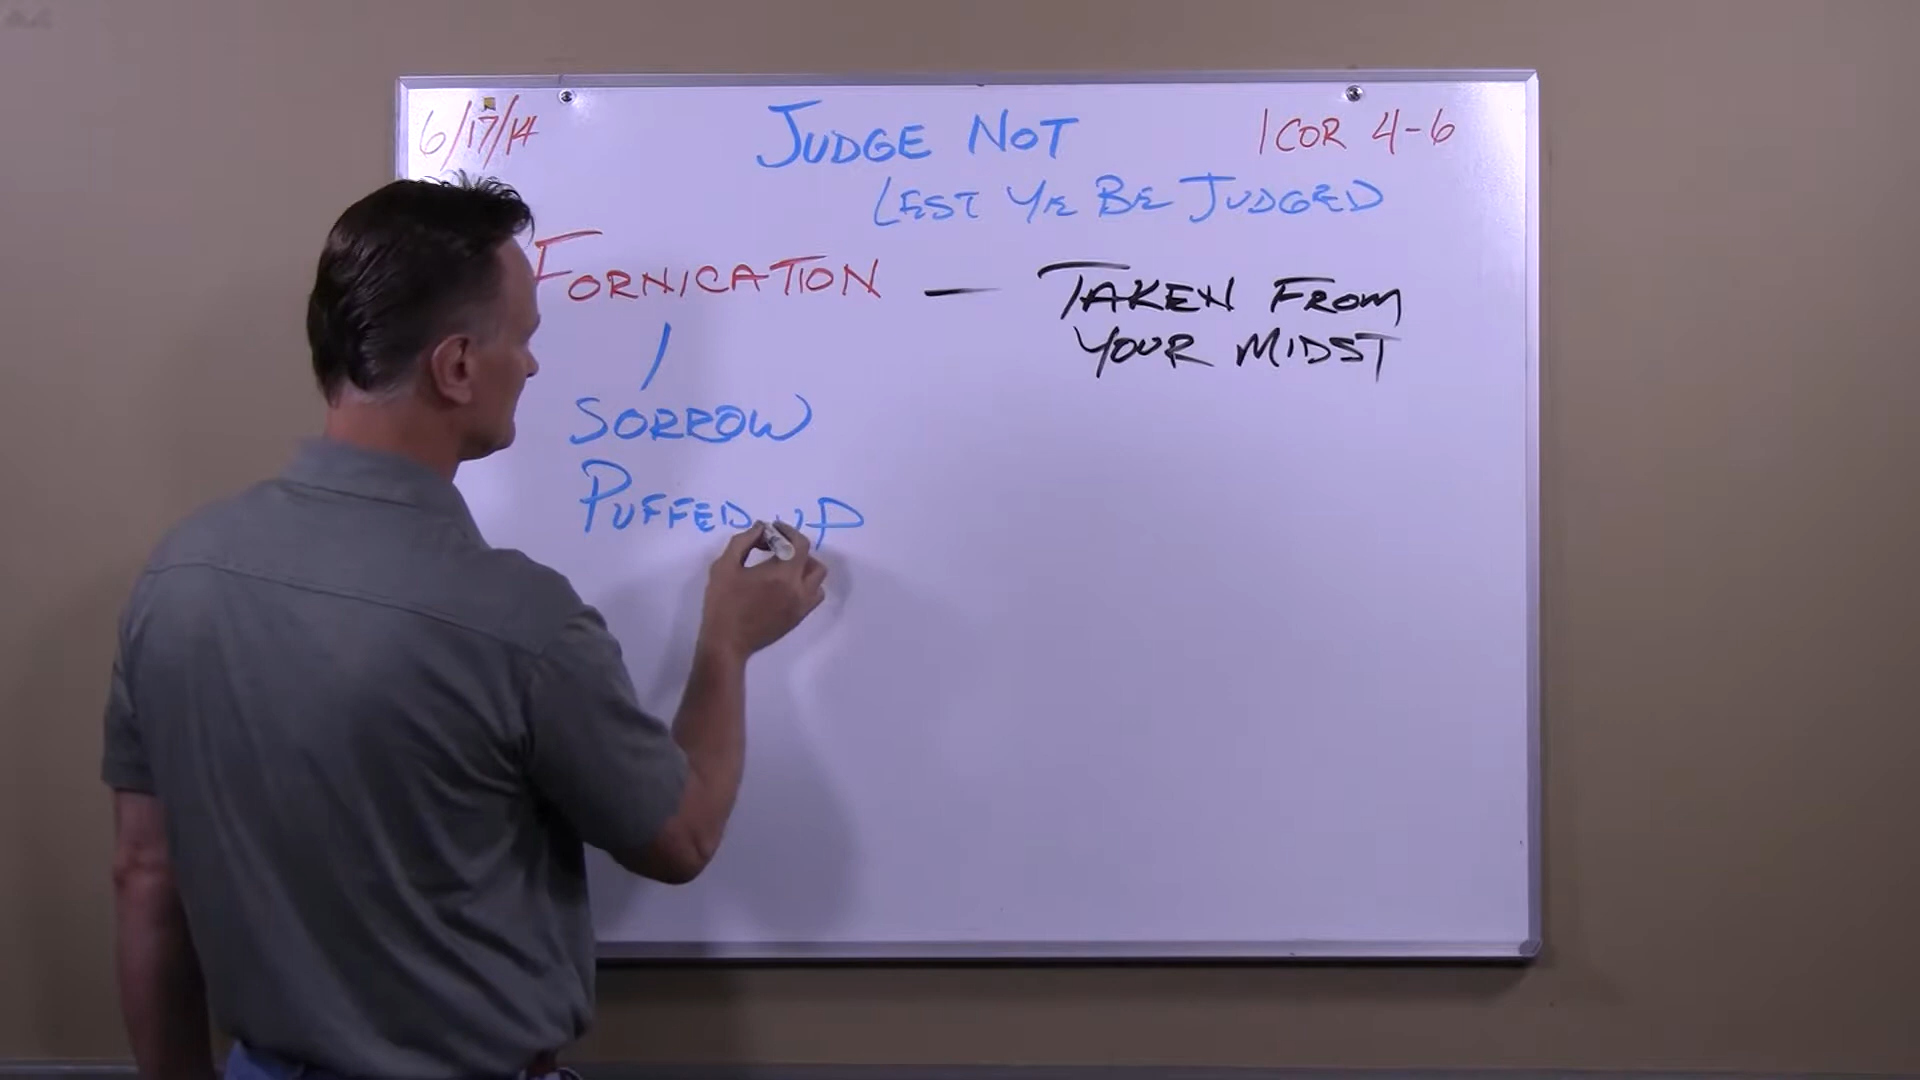 6/17/14
JUDGE NOT
1 COR 4-6
LEST YE BE JUDGED
FORNICATION — TAKEN FROM
YOUR MIDST
SORROW
PUFFED UP